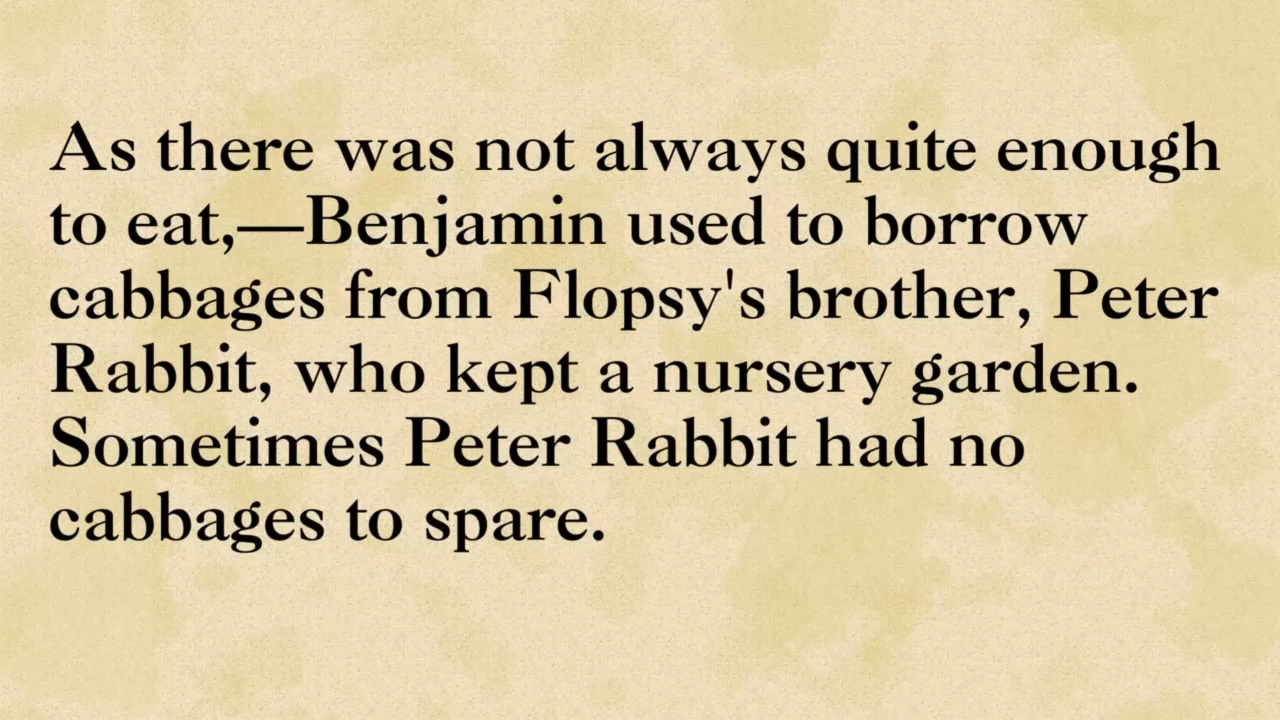 As there was not always quite enough
to eat,—Benjamin used to borrow
cabbages from Flopsy's brother, Peter
Rabbit, who kept a nursery garden.
Sometimes Peter Rabbit had no
cabbages to spare.